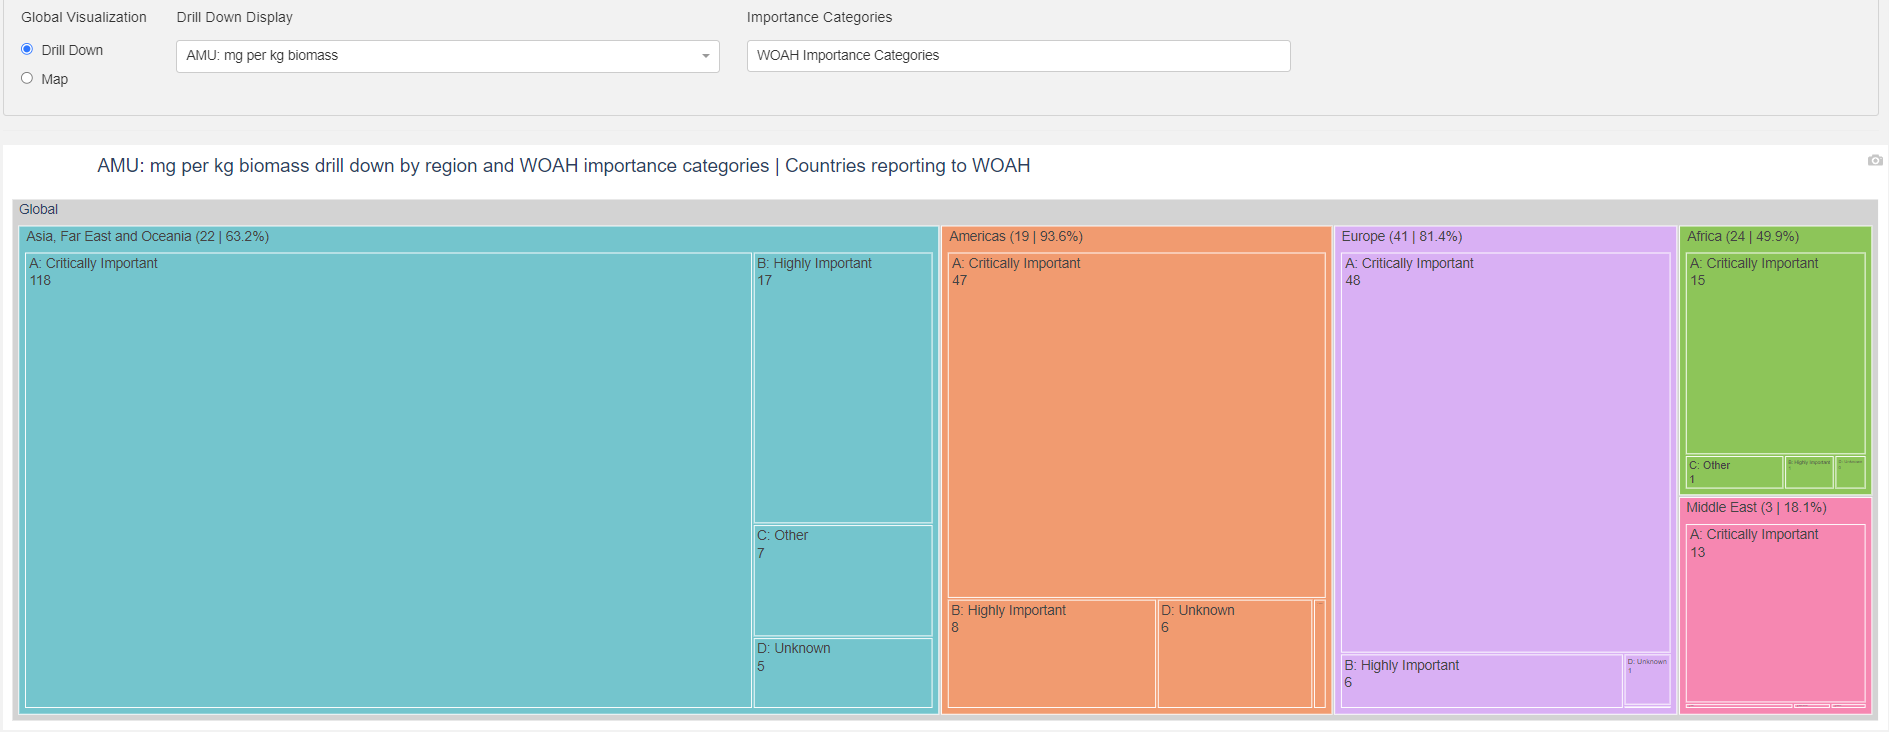 Global Visualization
Drill Down Display
Importance Categories
Drill Down
Map
AMU: mg per kg biomass
WOAH Importance Categories
AMU: mg per kg biomass drill down by region and WOAH importance categories | Countries reporting to WOAH
Global
Asia, Far East and Oceania (22 | 63.2%)
A: Critically Important
118
B: Highly Important
17
C: Other
7
D: Unknown
5
Americas (19 | 93.6%)
A: Critically Important
47
B: Highly Important
8
D: Unknown
6
Europe (41 | 81.4%)
A: Critically Important
48
B: Highly Important
6
D: Unknown
1
Africa (24 | 49.9%)
A: Critically Important
15
C: Other
1
B: Highly Important
D: Unknown
Middle East (3 | 18.1%)
A: Critically Important
13